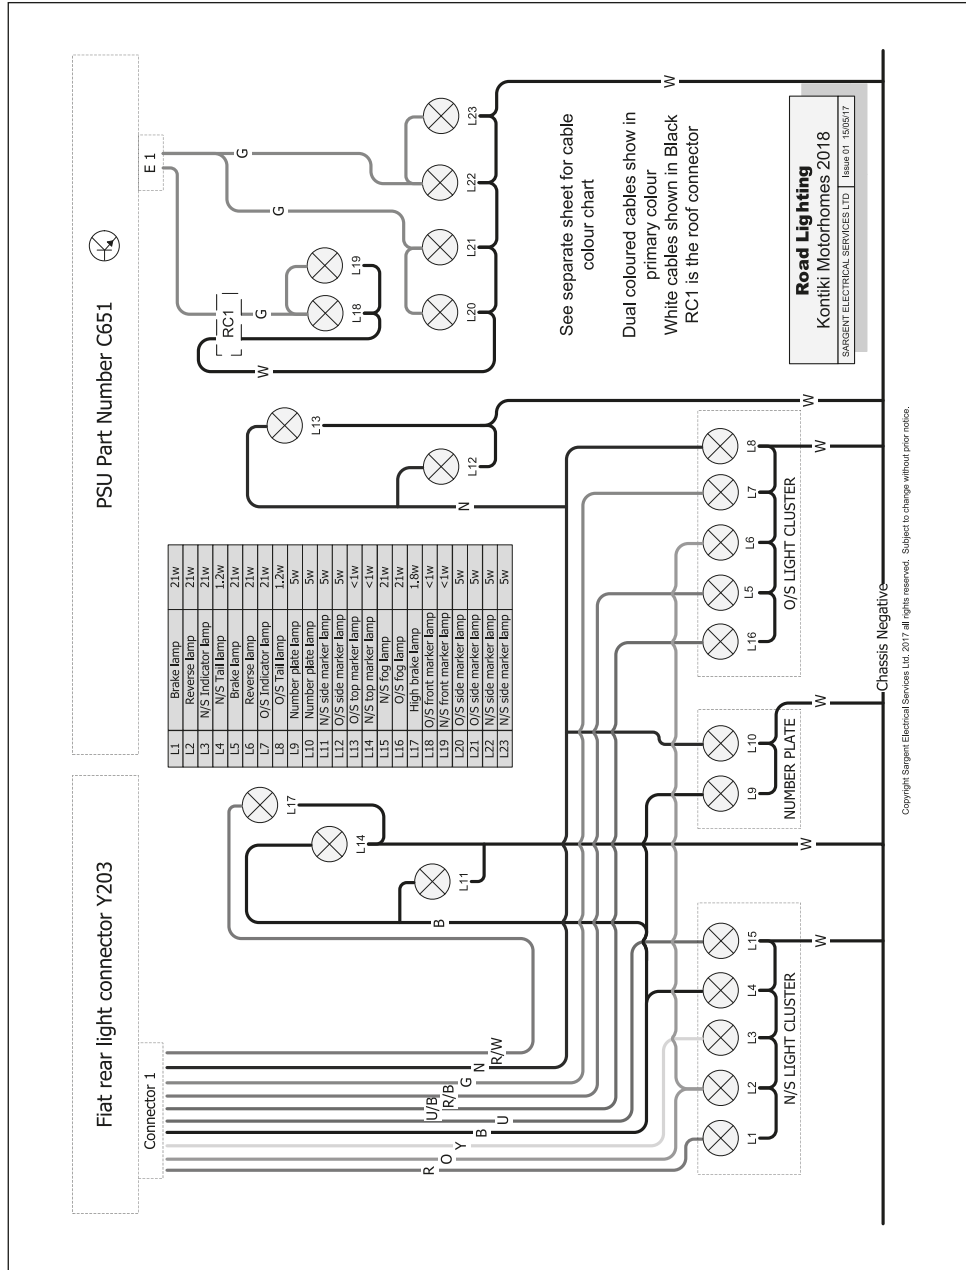 Fiat rear light connector Y203
PSU Part Number C651
Connector 1
E 1
R
O
Y
B
U
U/B
R/B
G
N
R/W
B
N
W
G
G
G
RC1
L17
L14
L11
L13
L12
L18
L19
L20
L21
L22
L23
L1 Brake lamp 21w
L2 Reverse lamp 21w
L3 N/S Indicator lamp 21w
L4 N/S Tail lamp 1.2w
L5 Brake lamp 21w
L6 Reverse lamp 21w
L7 O/S Indicator lamp 21w
L8 O/S Tail lamp 1.2w
L9 Number plate lamp 5w
L10 Number plate lamp 5w
L11 N/S side marker lamp 5w
L12 O/S side marker lamp 5w
L13 O/S top marker lamp <1w
L14 N/S top marker lamp <1w
L15 N/S fog lamp 21w
L16 O/S fog lamp 21w
L17 High brake lamp 1.8w
L18 O/S front marker lamp <1w
L19 N/S front marker lamp <1w
L20 O/S side marker lamp 5w
L21 O/S side marker lamp 5w
L22 N/S side marker lamp 5w
L23 N/S side marker lamp 5w
See separate sheet for cable
colour chart
Dual coloured cables show in
primary colour
White cables shown in Black
RC1 is the roof connector
L1 L2 L3 L4 L15
N/S LIGHT CLUSTER
L9 L10
NUMBER PLATE
L16 L5 L6 L7 L8
O/S LIGHT CLUSTER
W
W
W
W
W
W
Road Lighting
Kontiki Motorhomes 2018
SARGENT ELECTRICAL SERVICES LTD Issue 01 15/05/17
Chassis Negative
Copyright Sargent Electrical Services Ltd. 2017 all rights reserved. Subject to change without prior notice.